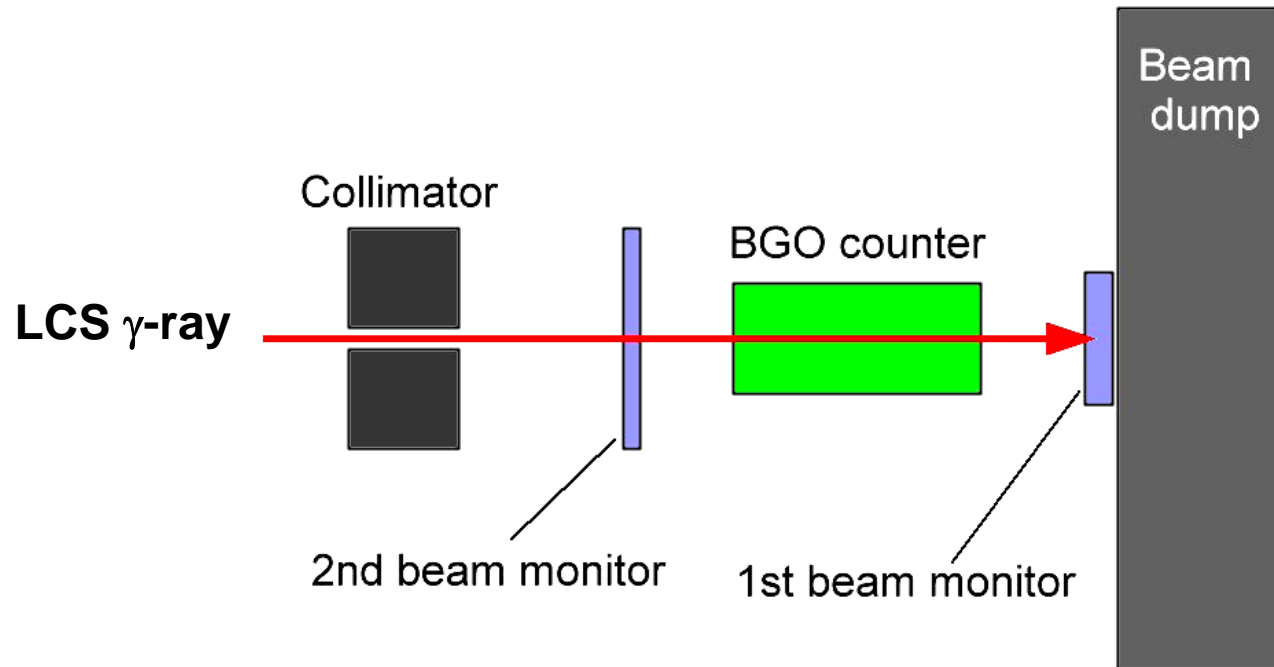 Beam
dump
Collimator
BGO counter
LCS γ-ray
2nd beam monitor
1st beam monitor